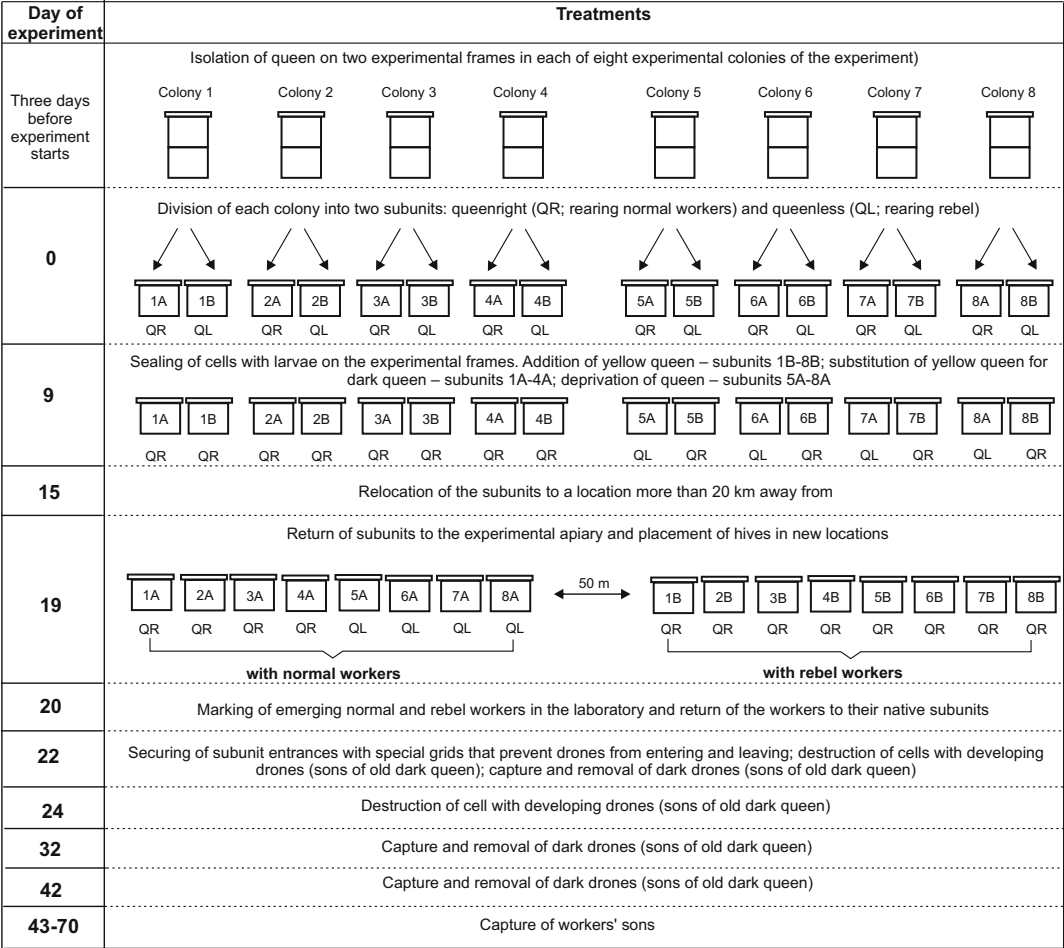 Day of experiment Treatments
Three days before experiment starts
Isolation of queen on two experimental frames in each of eight experimental colonies of the experiment)
Colony 1 Colony 2 Colony 3 Colony 4 Colony 5 Colony 6 Colony 7 Colony 8
0
Division of each colony into two subunits: queenright (QR; rearing normal workers) and queenless (QL; rearing rebel)
1A 1B 2A 2B 3A 3B 4A 4B 5A 5B 6A 6B 7A 7B 8A 8B
QR QL QR QL QR QL QR QL QR QL QR QL QR QL QR QL
9
Sealing of cells with larvae on the experimental frames. Addition of yellow queen – subunits 1B-8B; substitution of yellow queen for
dark queen – subunits 1A-4A; deprivation of queen – subunits 5A-8A
1A 1B 2A 2B 3A 3B 4A 4B 5A 5B 6A 6B 7A 7B 8A 8B
QR QR QR QR QR QR QR QR QL QR QL QR QL QR QL QR
15
Relocation of the subunits to a location more than 20 km away from
19
Return of subunits to the experimental apiary and placement of hives in new locations
1A 2A 3A 4A 5A 6A 7A 8A 50 m 1B 2B 3B 4B 5B 6B 7B 8B
QR QR QR QR QL QL QL QL QR QR QR QR QR QR QR QR
with normal workers with rebel workers
20
Marking of emerging normal and rebel workers in the laboratory and return of the workers to their native subunits
22
Securing of subunit entrances with special grids that prevent drones from entering and leaving; destruction of cells with developing
drones (sons of old dark queen); capture and removal of dark drones (sons of old dark queen)
24
Destruction of cell with developing drones (sons of old dark queen)
32
Capture and removal of dark drones (sons of old dark queen)
42
Capture and removal of dark drones (sons of old dark queen)
43-70
Capture of workers' sons